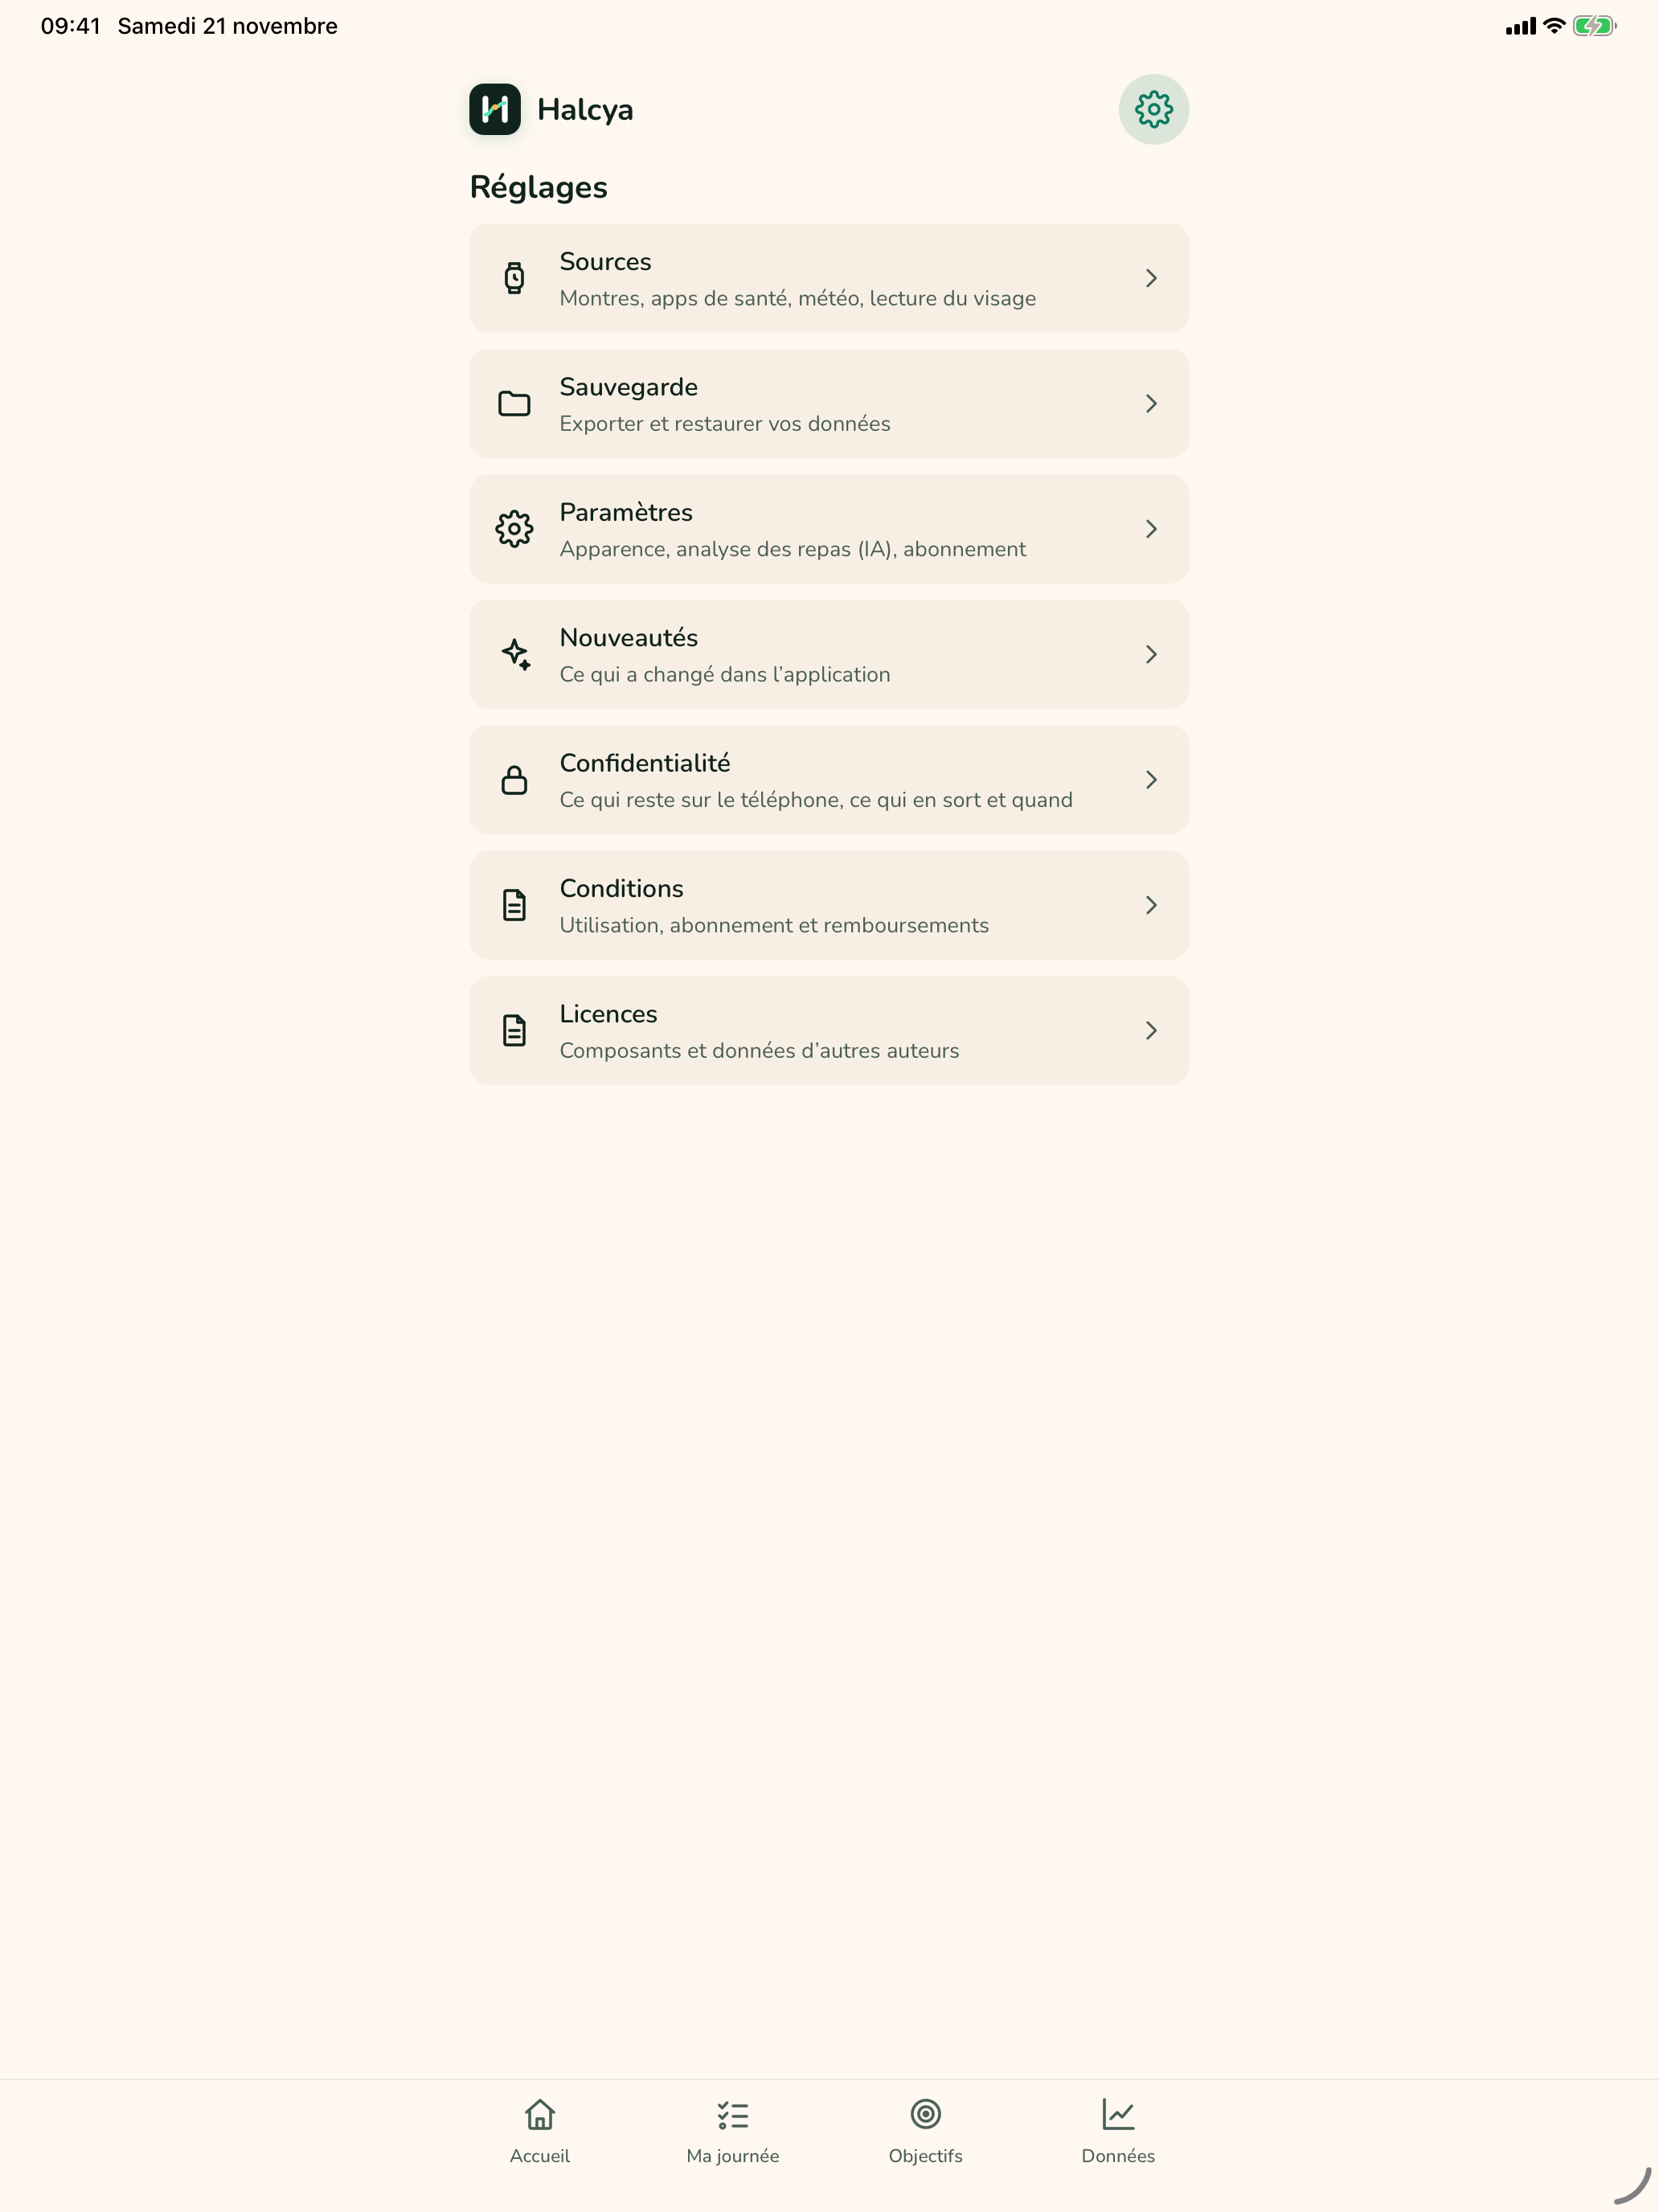 09:41 Samedi 21 novembre
Halcya
Réglages
Sources
Montres, apps de santé, météo, lecture du visage
Sauvegarde
Exporter et restaurer vos données
Paramètres
Apparence, analyse des repas (IA), abonnement
Nouveautés
Ce qui a changé dans l’application
Confidentialité
Ce qui reste sur le téléphone, ce qui en sort et quand
Conditions
Utilisation, abonnement et remboursements
Licences
Composants et données d’autres auteurs
Accueil Ma journée Objectifs Données